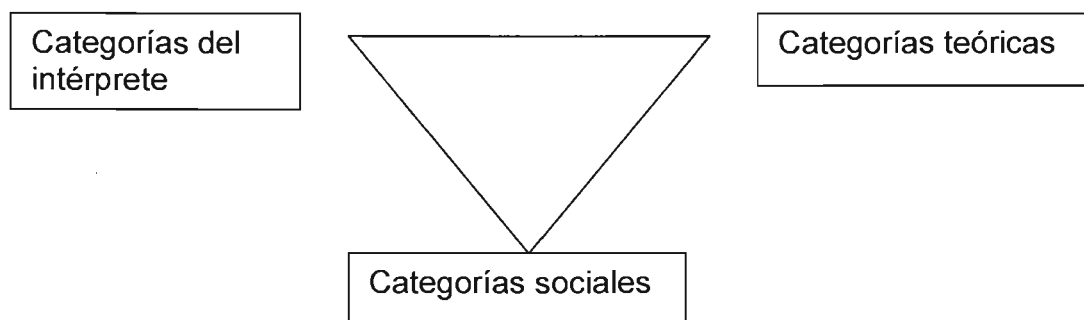 Categorías del
intérprete
Categorías teóricas
Categorías sociales